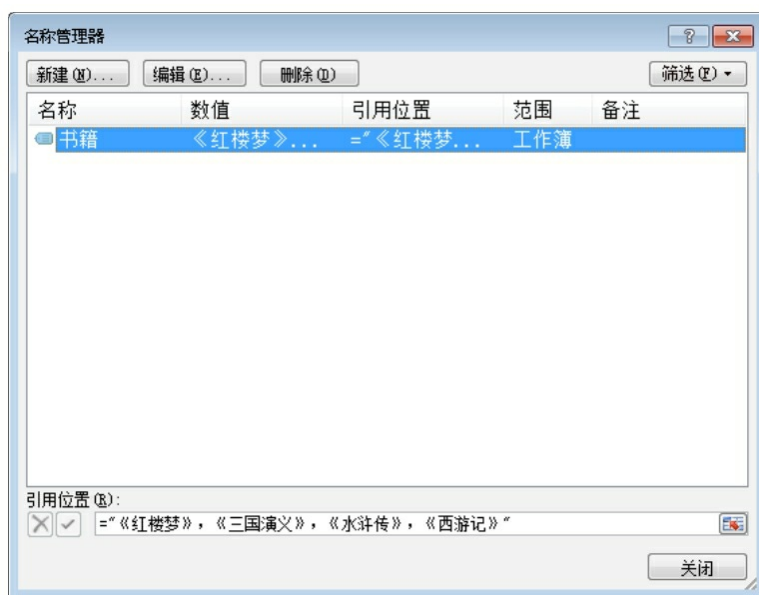 名称管理器
新建(N)... 编辑(E)... 删除(D) 筛选(F)
名称 数值 引用位置 范围 备注
书籍 《红楼梦》... ="《红楼梦... 工作簿
引用位置(R):
="《红楼梦》,《三国演义》,《水浒传》,《西游记》"
关闭